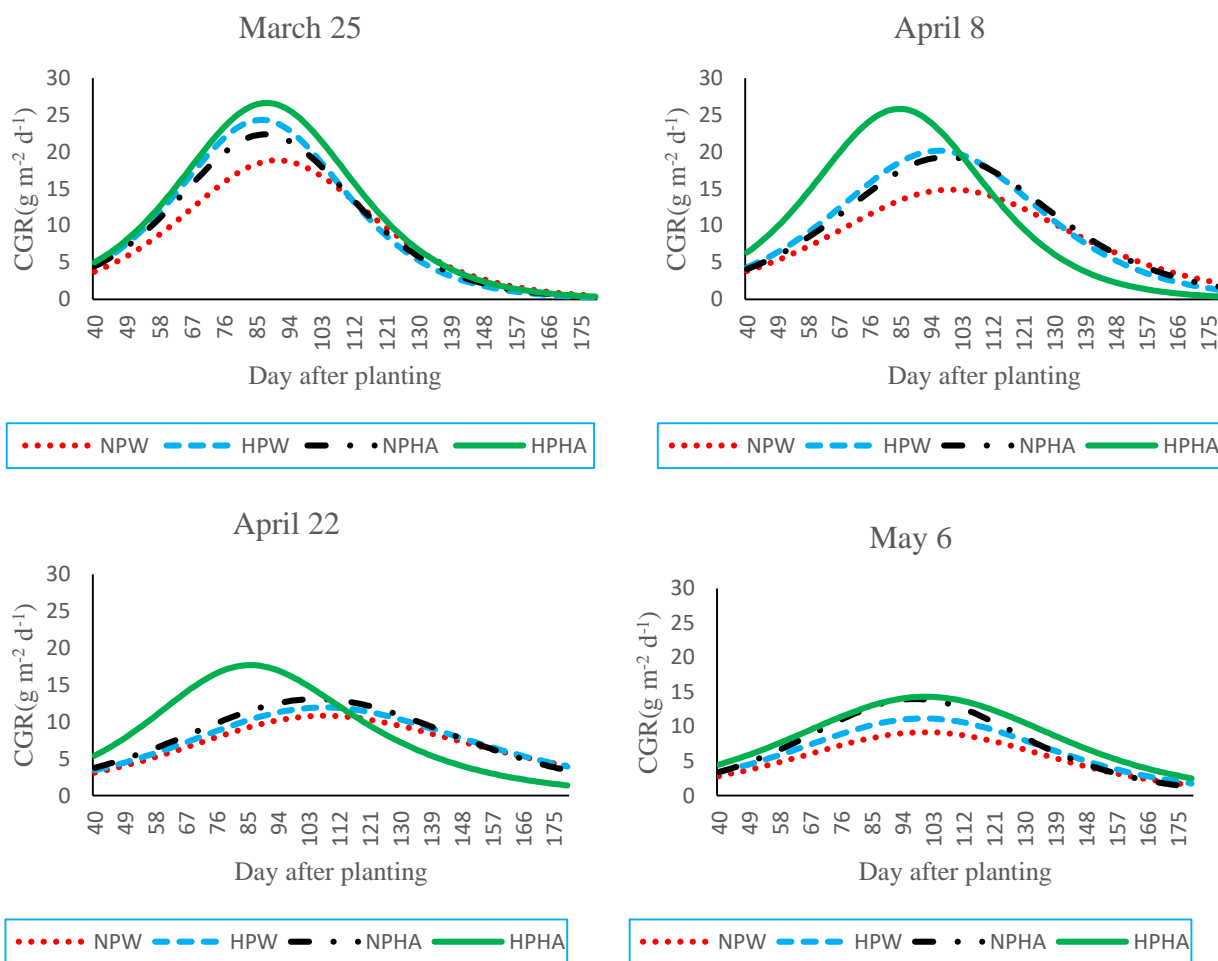 March 25
CGR(g m-2 d-1)
30
25
20
15
10
5
0
40 49 58 67 76 85 94 103 112 121 130 139 148 157 166 175
Day after planting
NPW HPW NPHA HPHA
April 8
CGR(g m-2 d-1)
30
25
20
15
10
5
0
40 49 58 67 76 85 94 103 112 121 130 139 148 157 166 175
Day after planting
NPW HPW NPHA HPHA
April 22
CGR(g m-2 d-1)
30
25
20
15
10
5
0
40 49 58 67 76 85 94 103 112 121 130 139 148 157 166 175
Day after planting
NPW HPW NPHA HPHA
May 6
CGR(g m-2 d-1)
30
25
20
15
10
5
0
40 49 58 67 76 85 94 103 112 121 130 139 148 157 166 175
Day after planting
NPW HPW NPHA HPHA